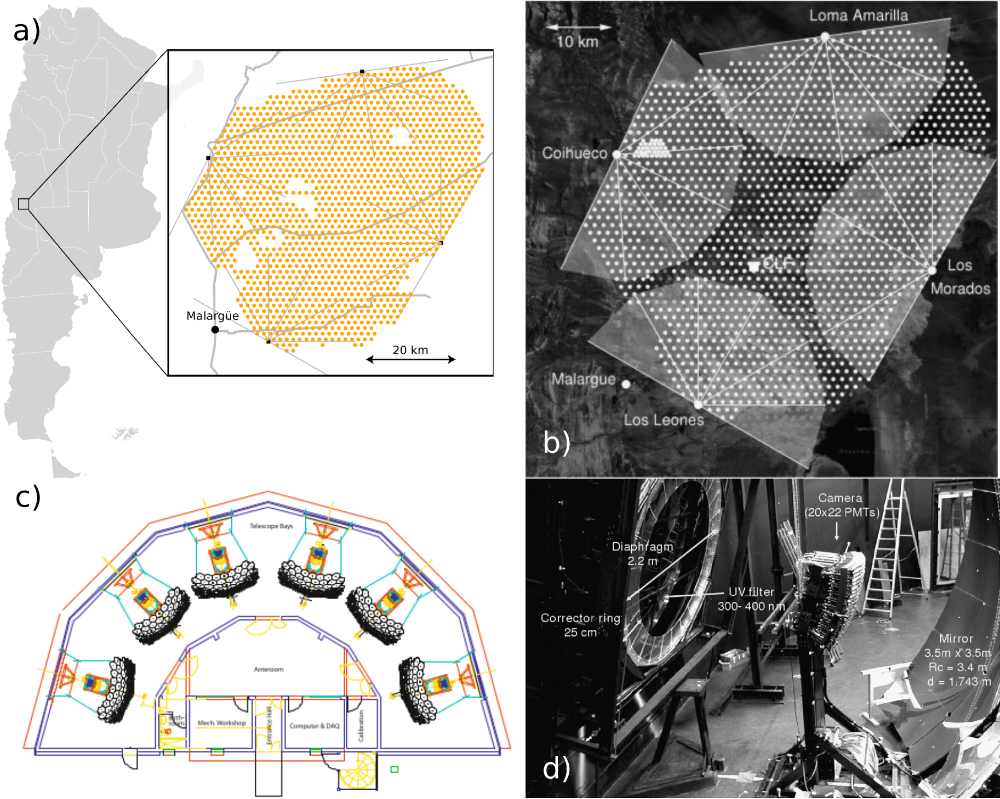 a)
Malargüe
20 km
Loma Amarilla
10 km
Coihueco
CLF
Los
Morados
Malargue
Los Leones
b)
c)
Telescope Bays
Anteroom
Bath-
room
Mech. Workshop
Entrance Hall
Computer & DAQ
Calibration
Camera
(20x22 PMTs)
Diaphragm
2.2 m
UV filter
300- 400 nm
Corrector ring
25 cm
Mirror
3.5m x 3.5m
Rc = 3.4 m
d = 1.743 m
d)